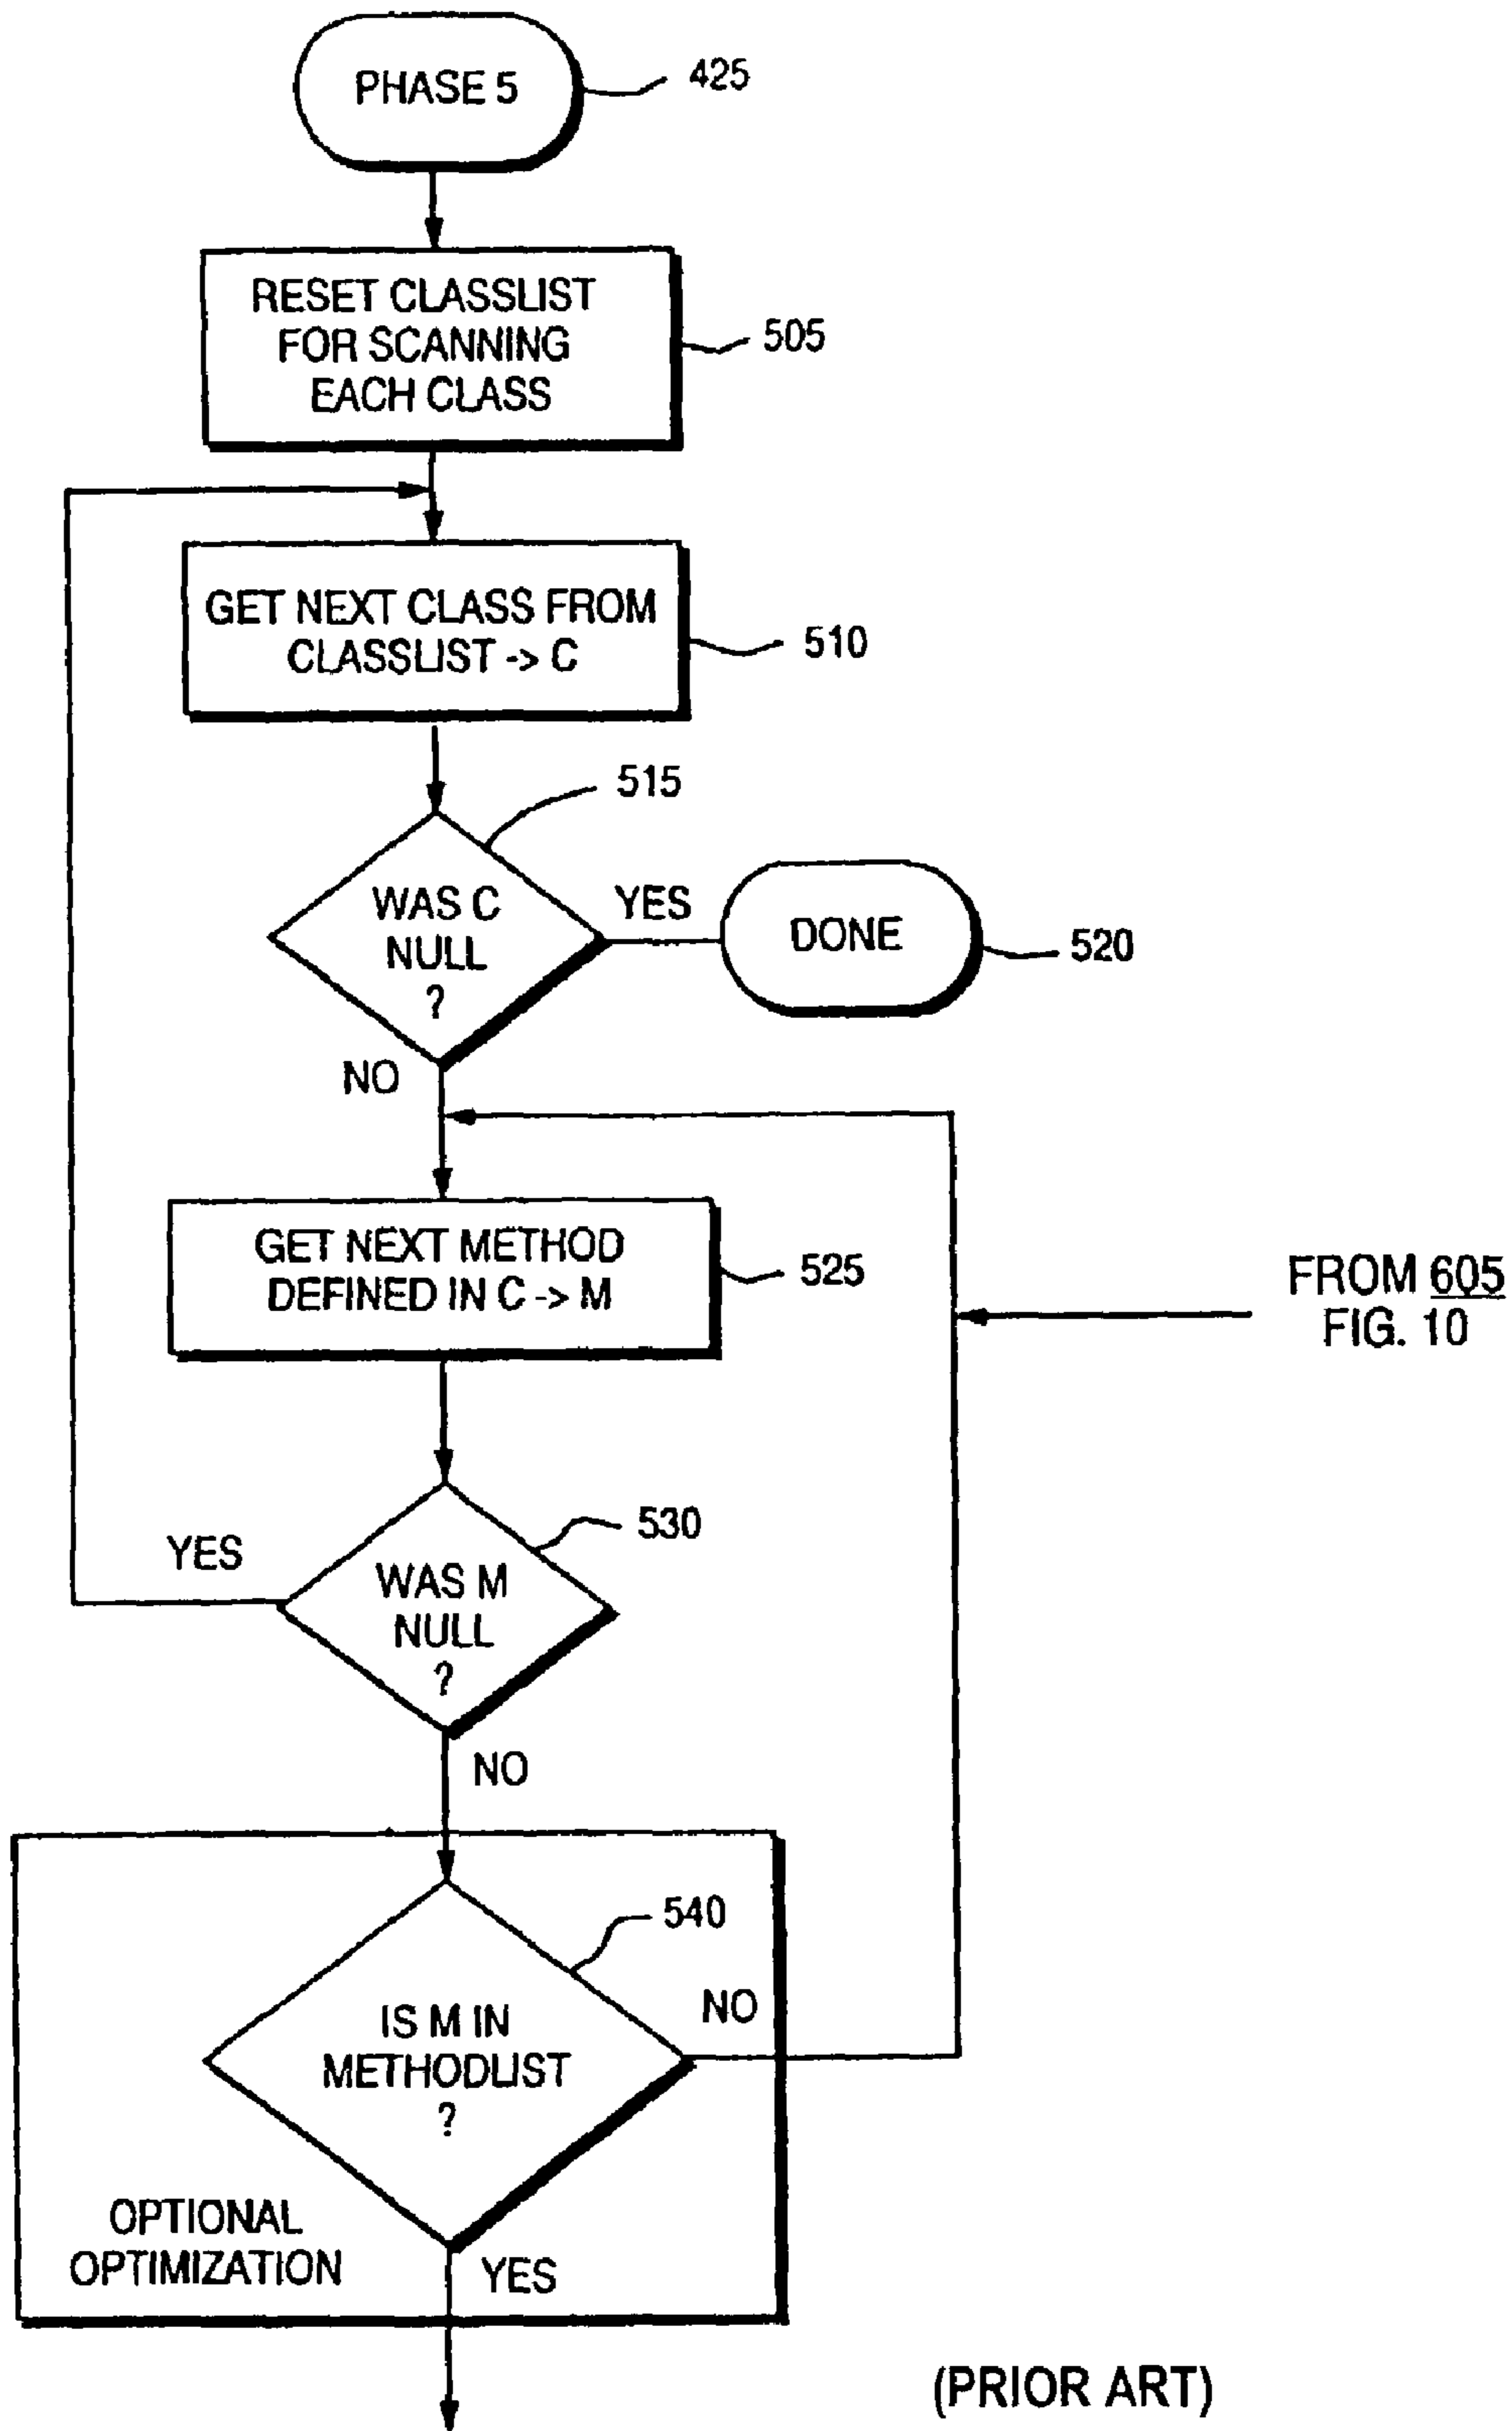 PHASE 5
425
RESET CLASSLIST
FOR SCANNING
EACH CLASS
505
GET NEXT CLASS FROM
CLASSLIST -> C
510
515
WAS C
NULL
?
YES
DONE
520
NO
GET NEXT METHOD
DEFINED IN C -> M
525
FROM 605
FIG. 10
530
YES
WAS M
NULL
?
NO
540
IS M IN
METHODLIST
?
NO
OPTIONAL
OPTIMIZATION
YES
(PRIOR ART)